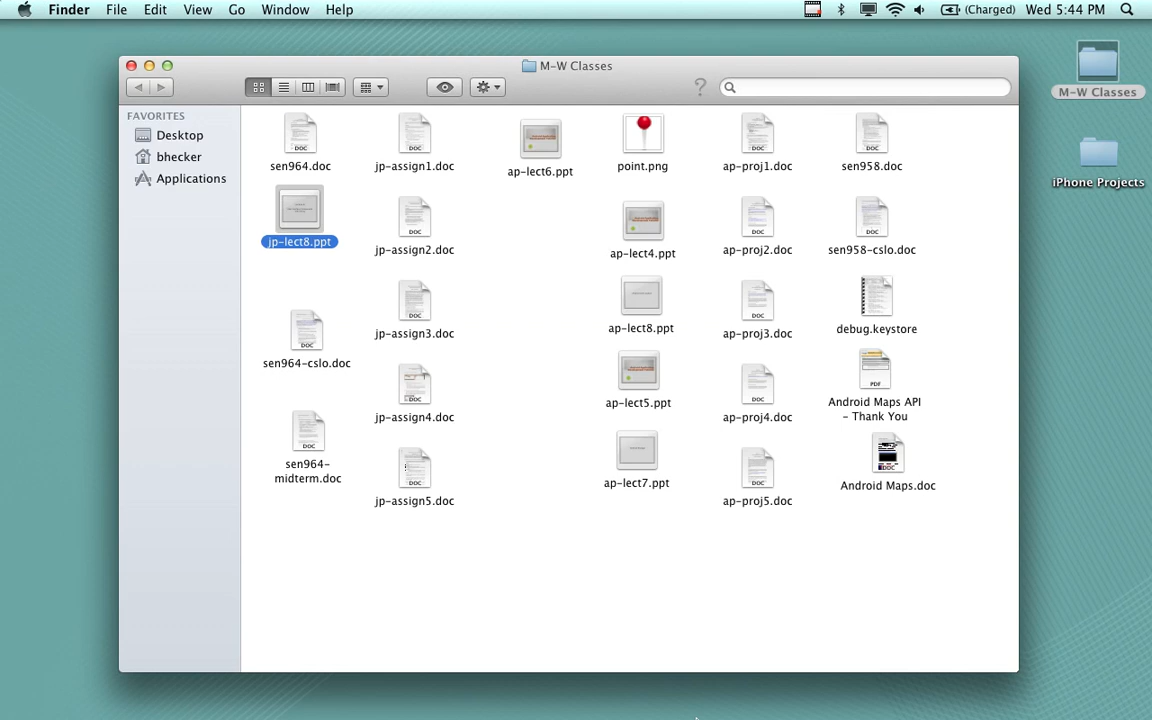 Finder File Edit View Go Window Help (Charged) Wed 5:44 PM
M-W Classes
FAVORITES
Desktop
bhecker
Applications
sen964.doc jp-assign1.doc ap-lect6.ppt point.png ap-proj1.doc sen958.doc
jp-lect8.ppt jp-assign2.doc ap-lect4.ppt ap-proj2.doc sen958-cslo.doc
sen964-cslo.doc jp-assign3.doc ap-lect8.ppt ap-proj3.doc debug.keystore
jp-assign4.doc ap-lect5.ppt ap-proj4.doc Android Maps API
– Thank You
sen964-
midterm.doc
jp-assign5.doc ap-lect7.ppt ap-proj5.doc Android Maps.doc
M-W Classes
iPhone Projects